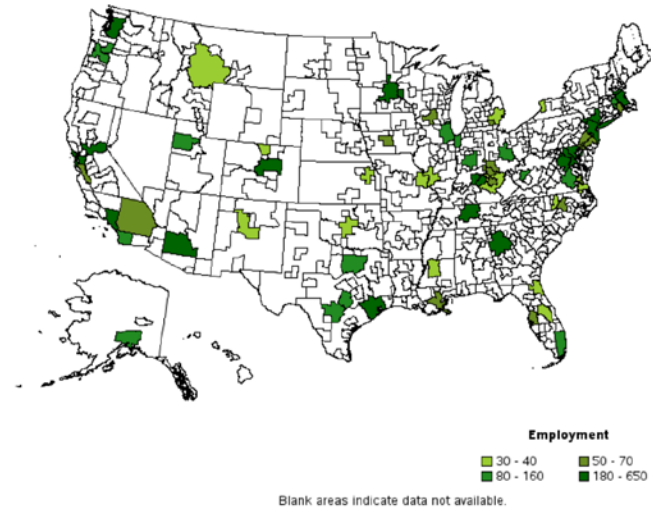 Employment
30 - 40 50 - 70
80 - 160 180 - 650
Blank areas indicate data not available.